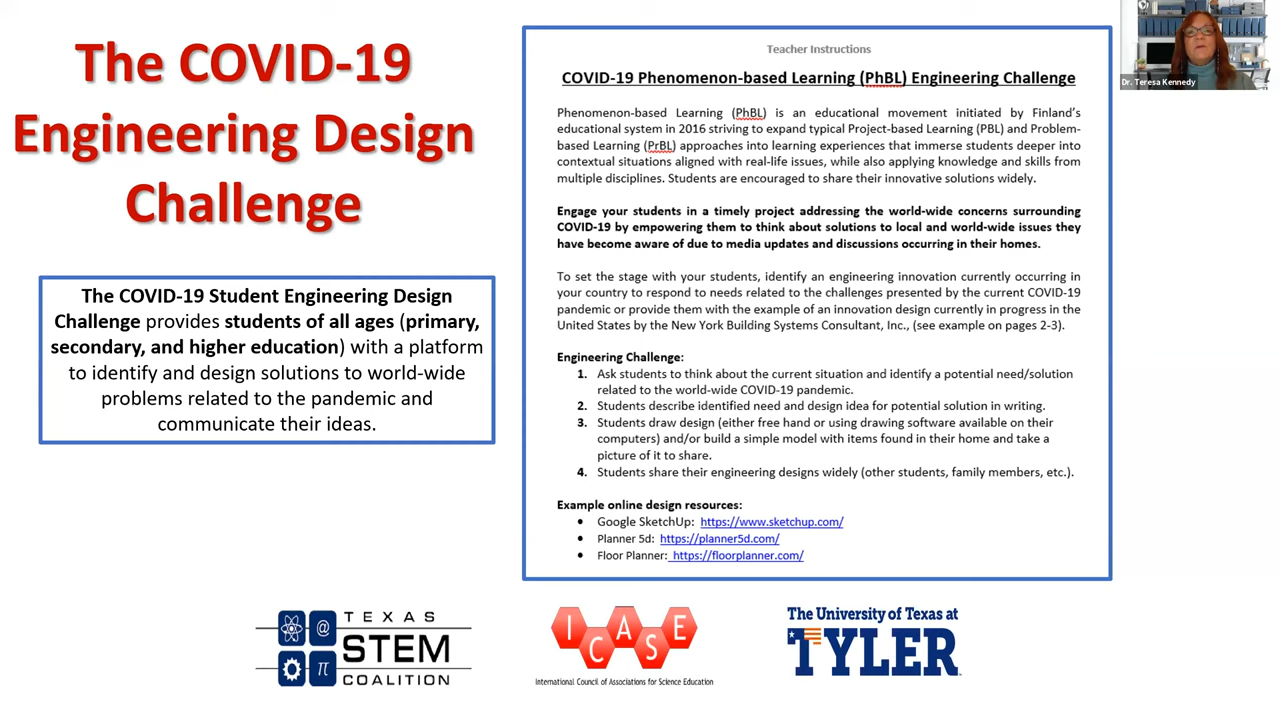 The COVID-19
Engineering Design
Challenge
The COVID-19 Student Engineering Design
Challenge provides students of all ages (primary,
secondary, and higher education) with a platform
to identify and design solutions to world-wide
problems related to the pandemic and
communicate their ideas.
Teacher Instructions
COVID-19 Phenomenon-based Learning (PhBL) Engineering Challenge
Phenomenon-based Learning (PhBL) is an educational movement initiated by Finland's
educational system in 2016 striving to expand typical Project-based Learning (PBL) and Problem-
based Learning (PrBL) approaches into learning experiences that immerse students deeper into
contextual situations aligned with real-life issues, while also applying knowledge and skills from
multiple disciplines. Students are encouraged to share their innovative solutions widely.
Engage your students in a timely project addressing the world-wide concerns surrounding
COVID-19 by empowering them to think about solutions to local and world-wide issues they
have become aware of due to media updates and discussions occurring in their homes.
To set the stage with your students, identify an engineering innovation currently occurring in
your country to respond to needs related to the challenges presented by the current COVID-19
pandemic or provide them with the example of an innovation design currently in progress in the
United States by the New York Building Systems Consultant, Inc., (see example on pages 2-3).
Engineering Challenge:
1. Ask students to think about the current situation and identify a potential need/solution
related to the world-wide COVID-19 pandemic.
2. Students describe identified need and design idea for potential solution in writing.
3. Students draw design (either free hand or using drawing software available on their
computers) and/or build a simple model with items found in their home and take a
picture of it to share.
4. Students share their engineering designs widely (other students, family members, etc.).
Example online design resources:
• Google SketchUp: https://www.sketchup.com/
• Planner 5d: https://planner5d.com/
• Floor Planner: https://floorplanner.com/
Dr. Teresa Kennedy
@
π
TEXAS
STEM
COALITION
ICASE
International Council of Associations for Science Education
The University of Texas at
TYLER